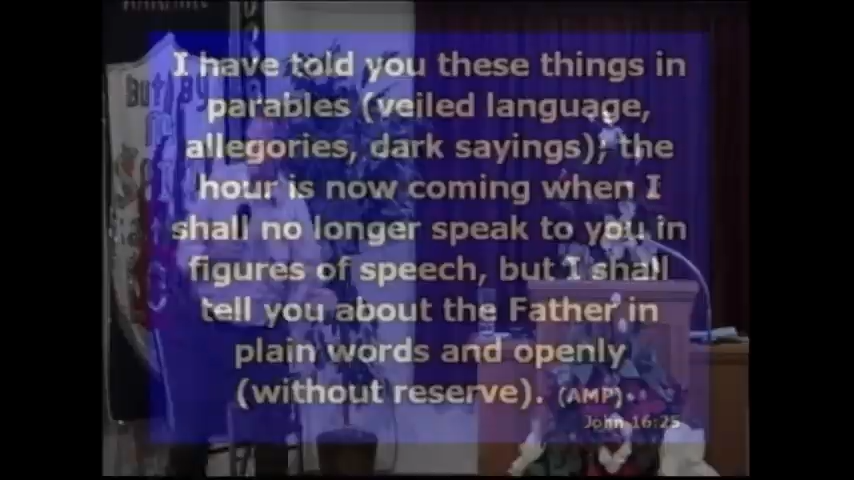 I have told you these things in
parables (veiled language,
allegories, dark sayings); the
hour is now coming when I
shall no longer speak to you in
figures of speech, but I shall
tell you about the Father in
plain words and openly
(without reserve). (AMP)
John 16:25
But by